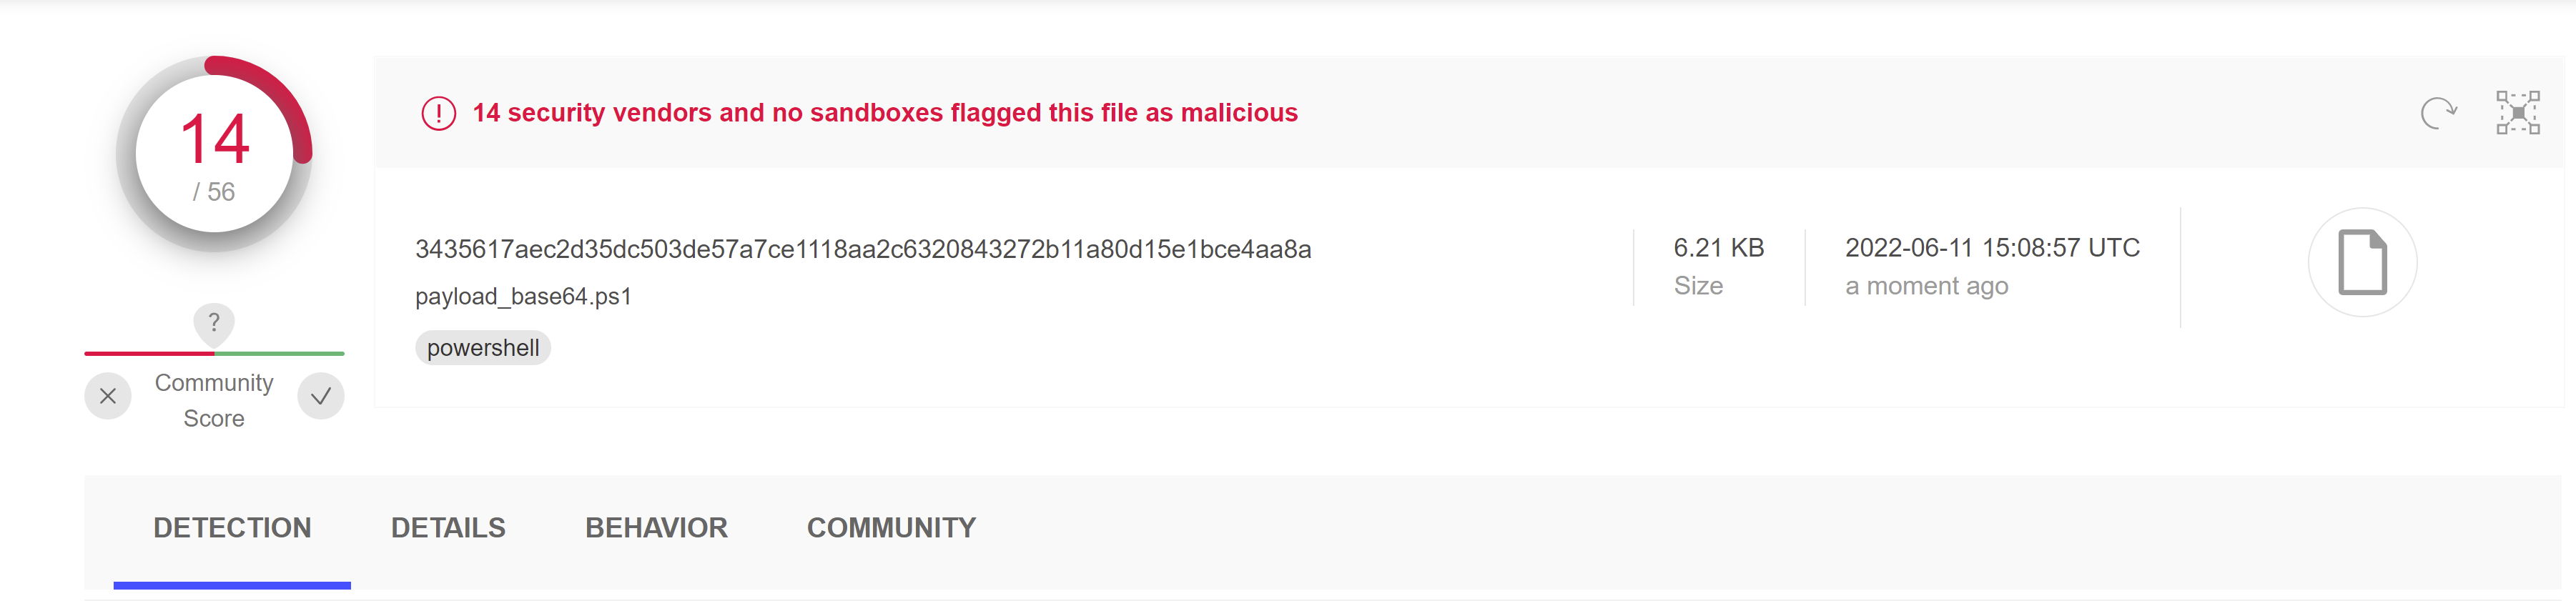 14
/ 56
?
Community
Score
14 security vendors and no sandboxes flagged this file as malicious
3435617aec2d35dc503de57a7ce1118aa2c6320843272b11a80d15e1bce4aa8a
payload_base64.ps1
powershell
6.21 KB
Size
2022-06-11 15:08:57 UTC
a moment ago
DETECTION
DETAILS
BEHAVIOR
COMMUNITY